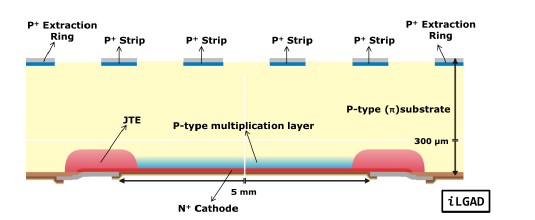 P+ Extraction
Ring
P+ Strip
P+ Strip
P+ Strip
P+ Strip
P+ Extraction
Ring
P-type (π)substrate
JTE
P-type multiplication layer
300 µm
5 mm
N+ Cathode
iLGAD